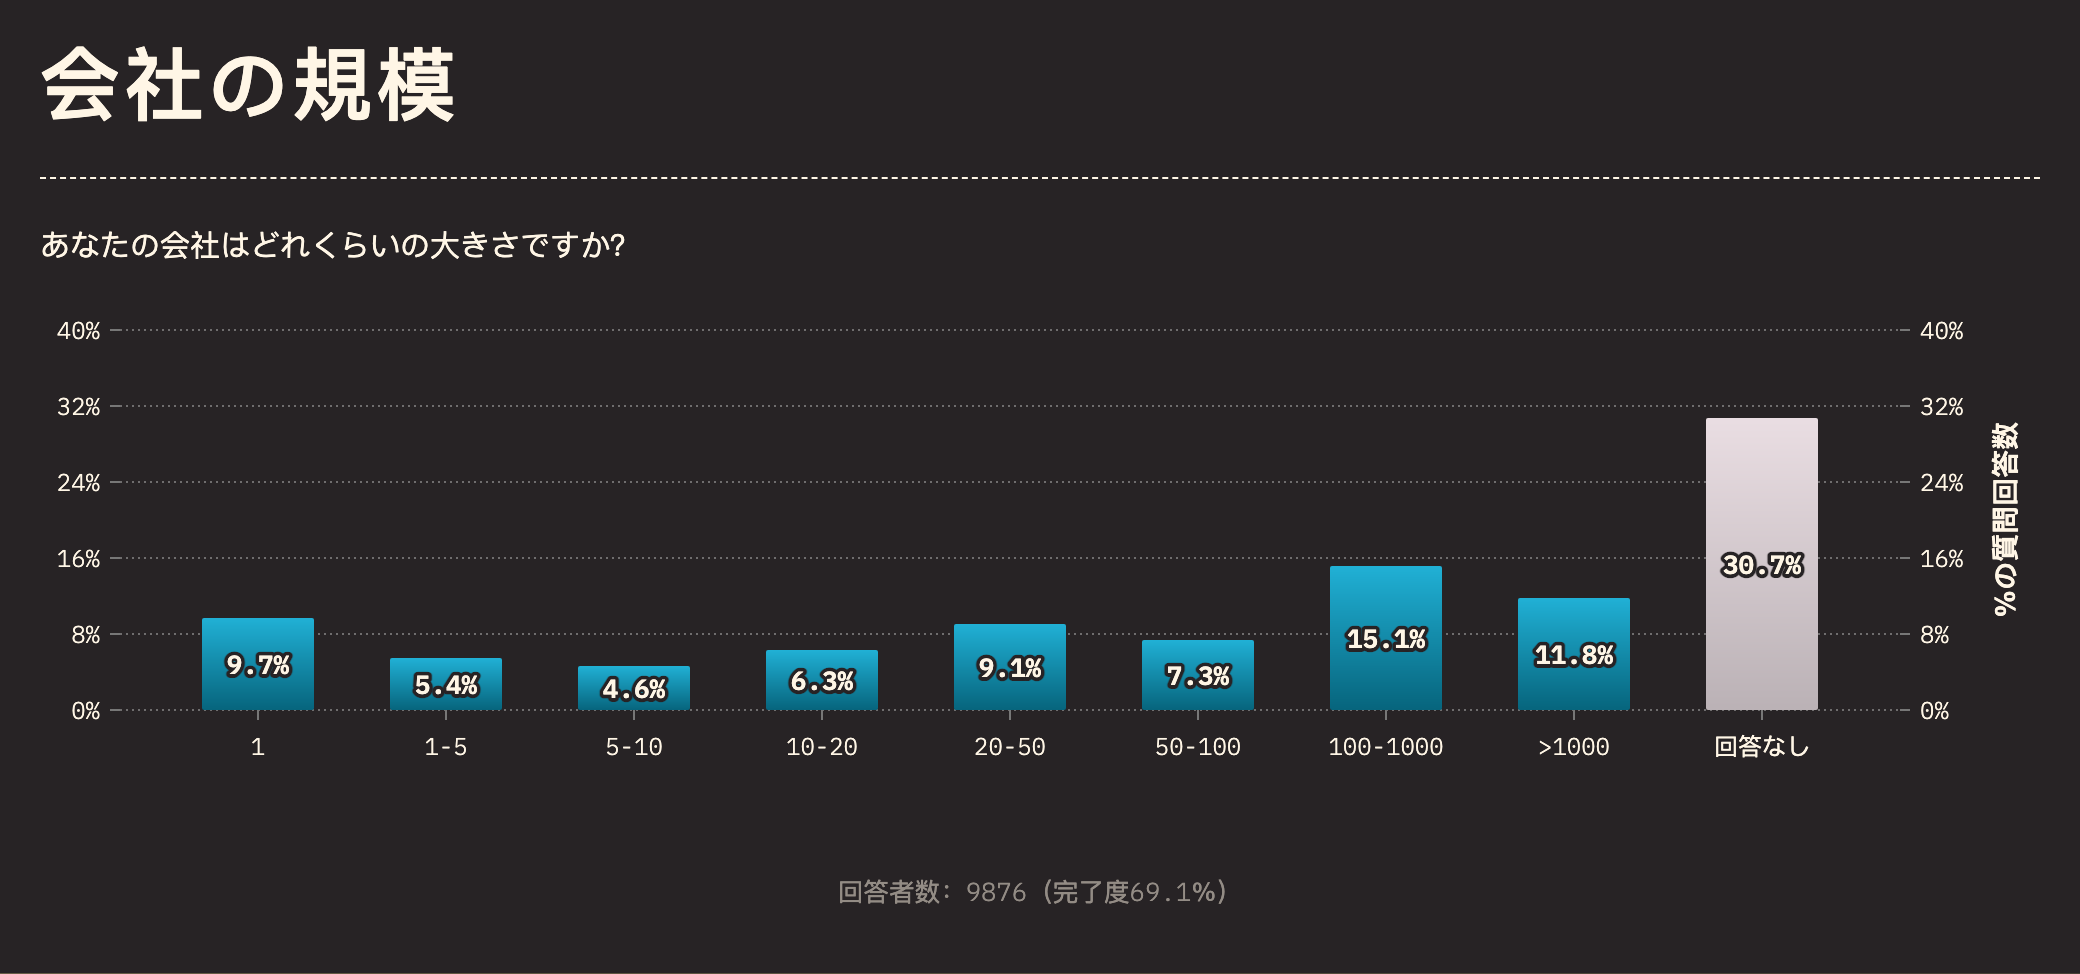 会社の規模
あなたの会社はどれくらいの大きさですか?
40% 40%
32% 32%
24% 24%
16% 16%
8% 8%
0% 0%
%の質問回答数
9.7% 5.4% 4.6% 6.3% 9.1% 7.3% 15.1% 11.8% 30.7%
1 1-5 5-10 10-20 20-50 50-100 100-1000 >1000 回答なし
回答者数: 9876 (完了度69.1%)